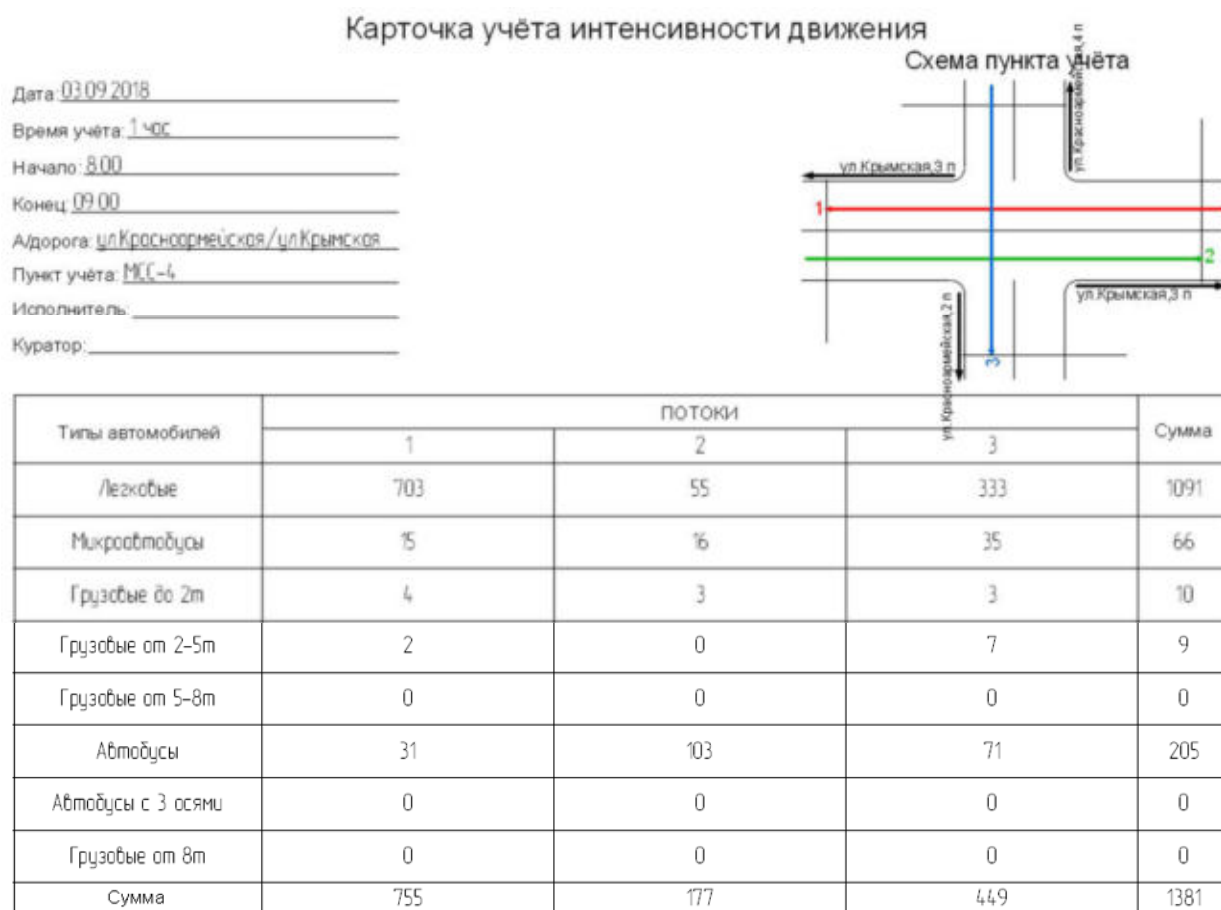 Карточка учёта интенсивности движения
Схема пункта учёта
Дата: 03.09.2018
Время учёта: 1 час
Начало: 8.00
Конец: 09.00
А/дорога: ул.Красноармейская/ул.Крымская
Пункт учёта: МСС-4
Исполнитель:
Куратор:
ул.Красноармейская,4 п
ул.Крымская,3 п
1
2
ул.Крымская,3 п
ул.Красноармейская,2 п
3
Типы автомобилей
потоки
Сумма
1 2 3
Легковые 703 55 333 1091
Микроавтобусы 15 16 35 66
Грузовые до 2т 4 3 3 10
Грузовые от 2-5т 2 0 7 9
Грузовые от 5-8т 0 0 0 0
Автобусы 31 103 71 205
Автобусы с 3 осями 0 0 0 0
Грузовые от 8т 0 0 0 0
Сумма 755 177 449 1381